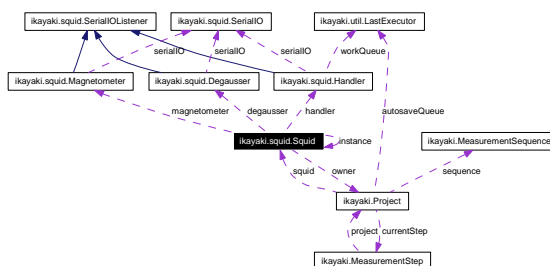 ikayaki.squid.SerialIOListener
ikayaki.squid.SerialIO
ikayaki.util.LastExecutor
serialIO
serialIO
serialIO
workQueue
ikayaki.squid.Magnetometer
ikayaki.squid.Degausser
ikayaki.squid.Handler
magnetometer
degausser
handler
autosaveQueue
ikayaki.squid.Squid
instance
ikayaki.MeasurementSequence
squid
owner
sequence
ikayaki.Project
project
currentStep
ikayaki.MeasurementStep